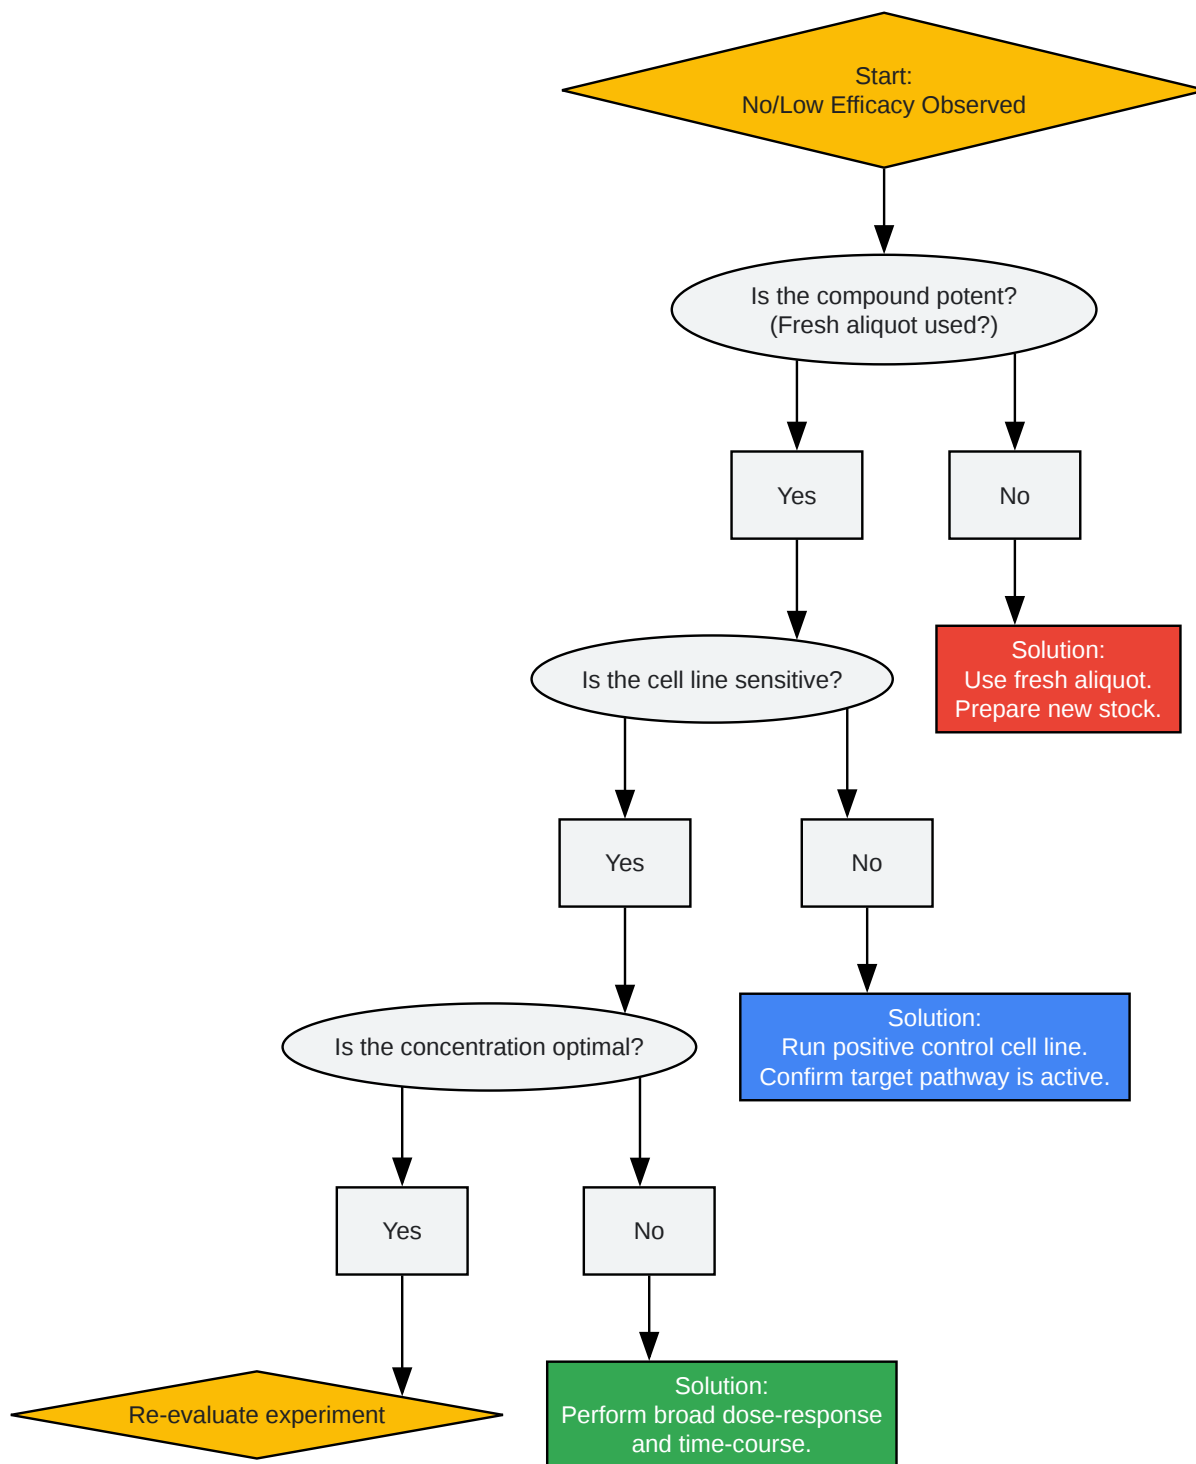 Start:
No/Low Efficacy Observed
Is the compound potent?
(Fresh aliquot used?)
Yes
No
Solution:
Use fresh aliquot.
Prepare new stock.
Is the cell line sensitive?
Yes
No
Solution:
Run positive control cell line.
Confirm target pathway is active.
Is the concentration optimal?
Yes
No
Re-evaluate experiment
Solution:
Perform broad dose-response
and time-course.